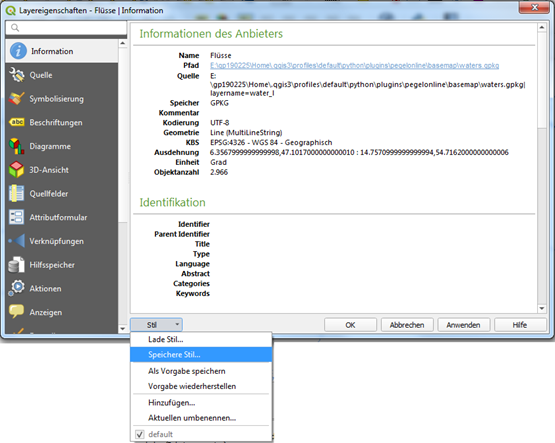 Layereigenschaften - Flüsse | Information
Information
Quelle
Symbolisierung
abc
Beschriftungen
Diagramme
3D-Ansicht
Quellfelder
Attributformular
Verknüpfungen
Hilfsspeicher
Aktionen
Anzeigen
Informationen des Anbieters
Name Flüsse
Pfad E:\gp190225\Home\.qgis3\profiles\default\python\plugins\pegelonline\basemap\waters.gpkg
Quelle E:
\gp190225\Home\.qgis3\profiles\default\python\plugins\pegelonline\basemap\waters.gpkg|
layername=water_l
Speicher GPKG
Kommentar
Kodierung UTF-8
Geometrie Line (MultiLineString)
KBS EPSG:4326 - WGS 84 - Geographisch
Ausdehnung 6.3567999999999998,47.1017000000000010 : 14.7570999999999994,54.7162000000000006
Einheit Grad
Objektanzahl 2.966
Identifikation
Identifier
Parent Identifier
Title
Type
Language
Abstract
Categories
Keywords
Stil
OK
Abbrechen
Anwenden
Hilfe
Lade Stil...
Speichere Stil...
Als Vorgabe speichern
Vorgabe wiederherstellen
Hinzufügen...
Aktuellen umbenennen...
default